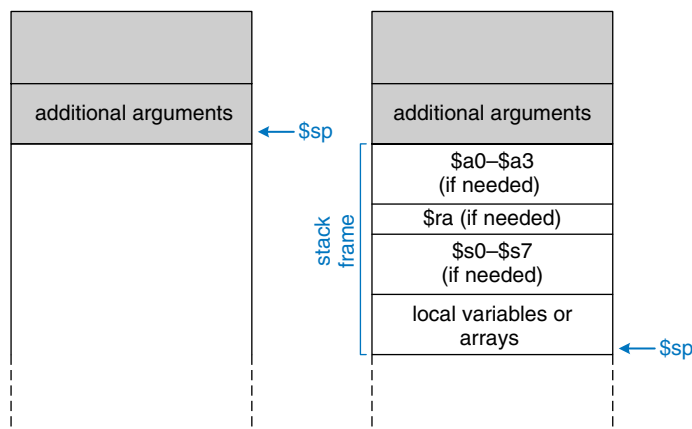 additional arguments
$sp
additional arguments
$a0–$a3
(if needed)
$ra (if needed)
$s0–$s7
(if needed)
local variables or
arrays
stack
frame
$sp